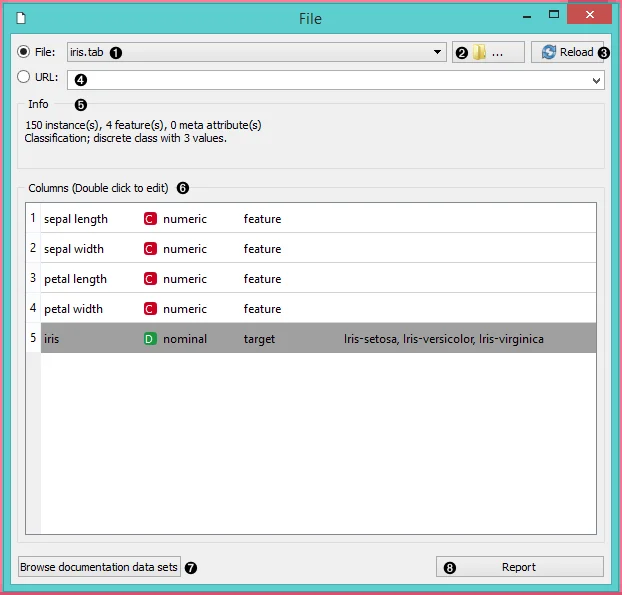 File
File: iris.tab ❶ ❷ ... Reload ❸
URL: ❹
Info ❺
150 instance(s), 4 feature(s), 0 meta attribute(s)
Classification; discrete class with 3 values.
Columns (Double click to edit) ❻
1 sepal length C numeric feature
2 sepal width C numeric feature
3 petal length C numeric feature
4 petal width C numeric feature
5 iris D nominal target Iris-setosa, Iris-versicolor, Iris-virginica
Browse documentation data sets ❼ ❽ Report